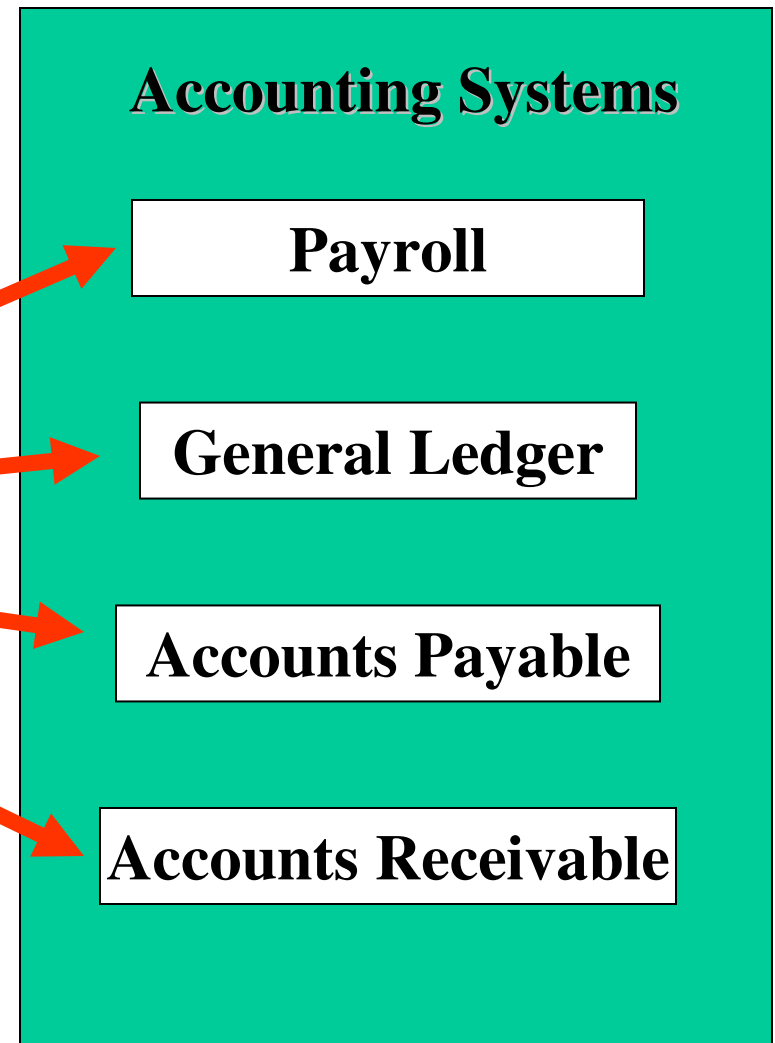 Accounting Systems
Payroll
General Ledger
Accounts Payable
Accounts Receivable